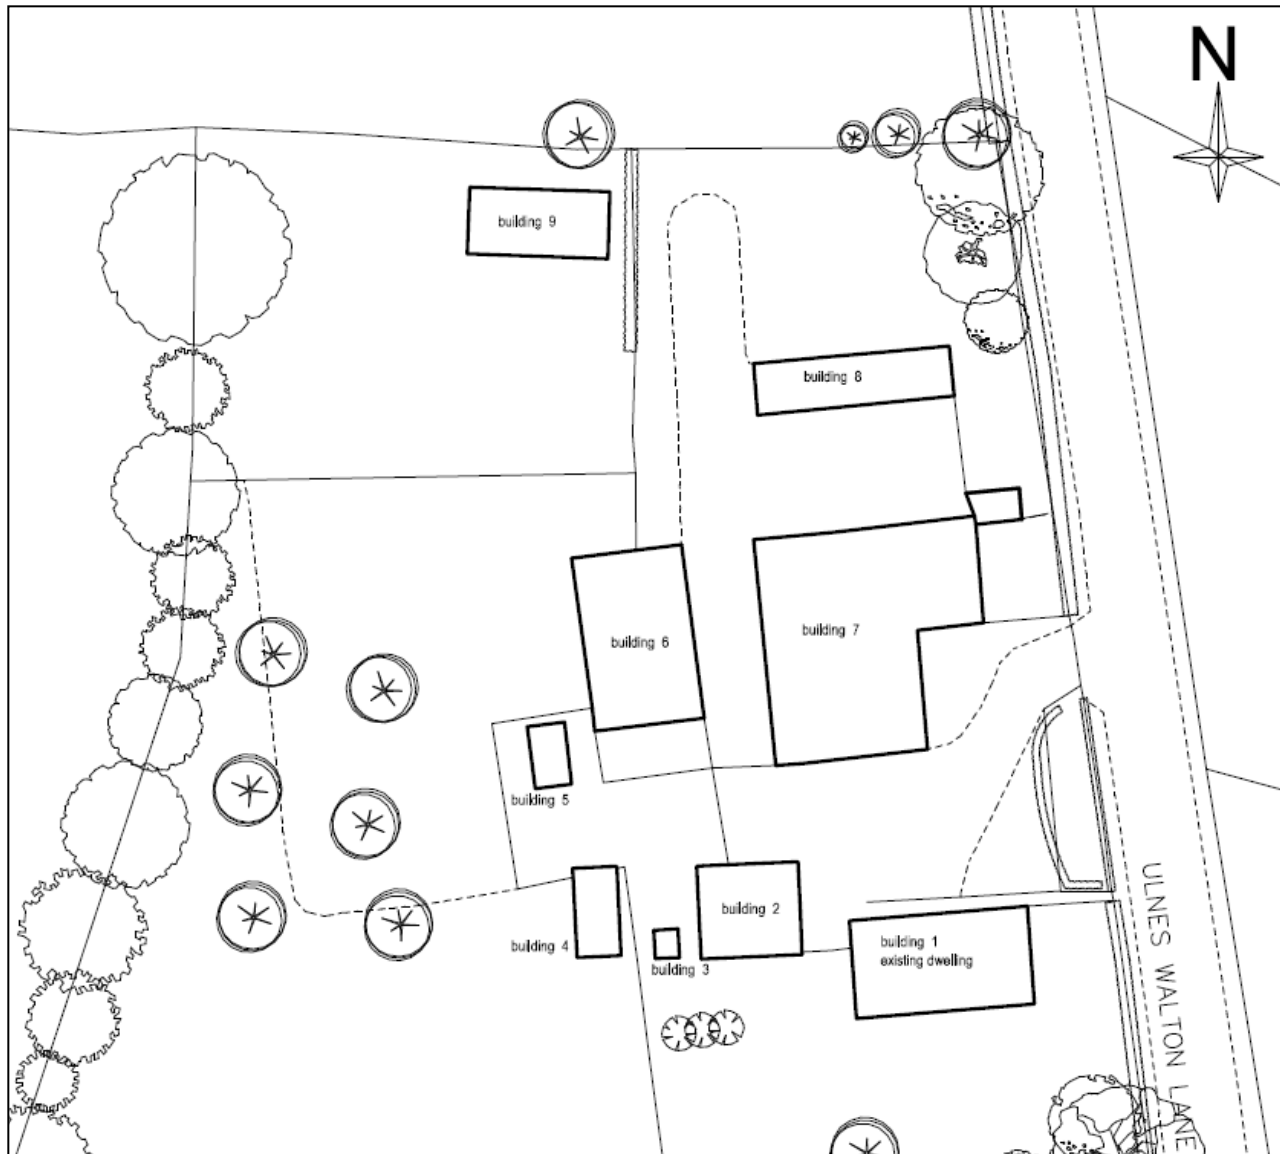 N
building 9
building 8
building 6
building 7
building 5
building 2
building 4
building 3
building 1
existing dwelling
ULNES WALTON LANE